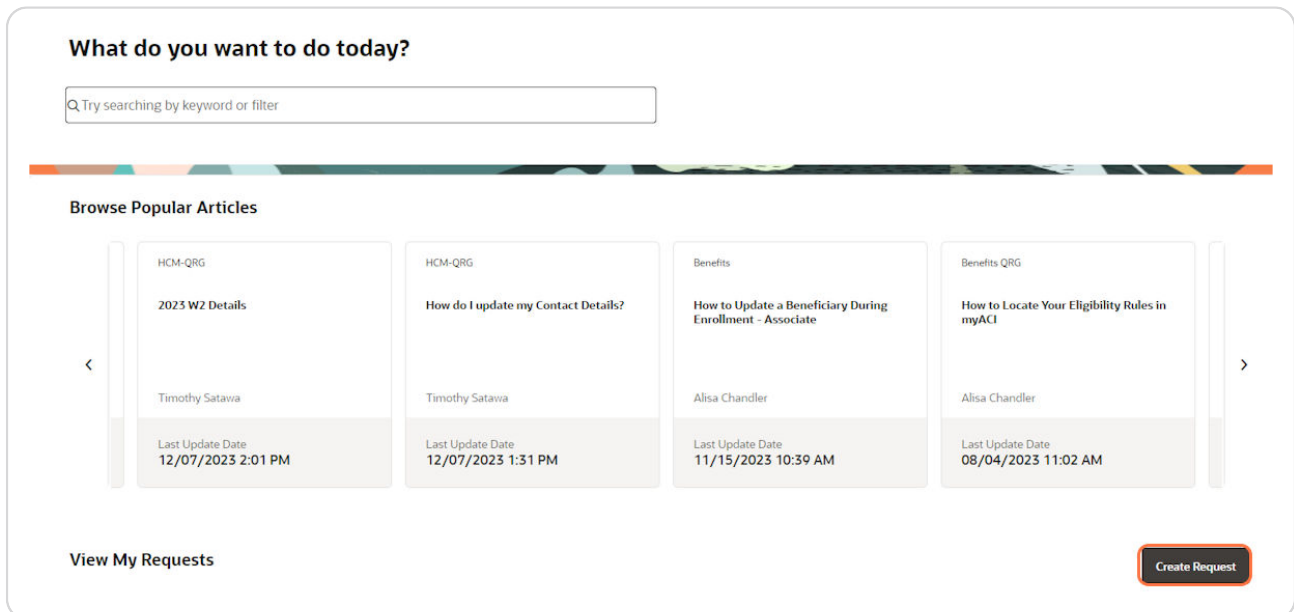 What do you want to do today?
Try searching by keyword or filter
Browse Popular Articles
HCM-QRG
2023 W2 Details
Timothy Satawa
Last Update Date
12/07/2023 2:01 PM
HCM-QRG
How do I update my Contact Details?
Timothy Satawa
Last Update Date
12/07/2023 1:31 PM
Benefits
How to Update a Beneficiary During
Enrollment - Associate
Alisa Chandler
Last Update Date
11/15/2023 10:39 AM
Benefits QRG
How to Locate Your Eligibility Rules in
myACI
Alisa Chandler
Last Update Date
08/04/2023 11:02 AM
View My Requests
Create Request